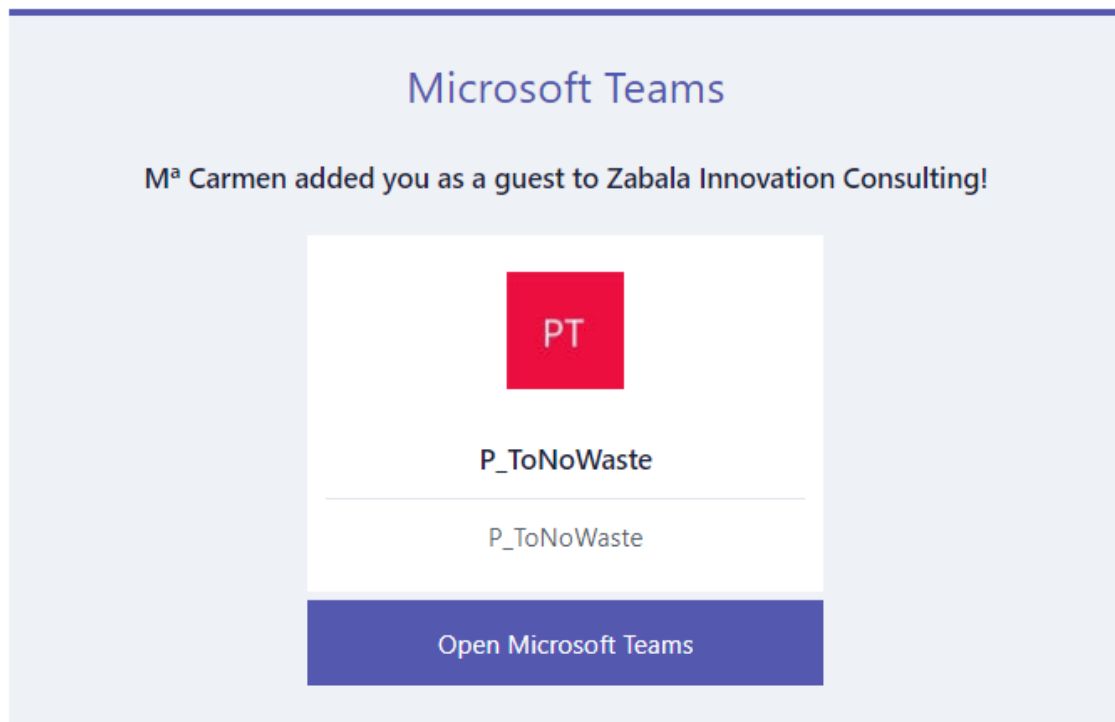 Microsoft Teams
Mª Carmen added you as a guest to Zabala Innovation Consulting!
PT
P_ToNoWaste
P_ToNoWaste
Open Microsoft Teams